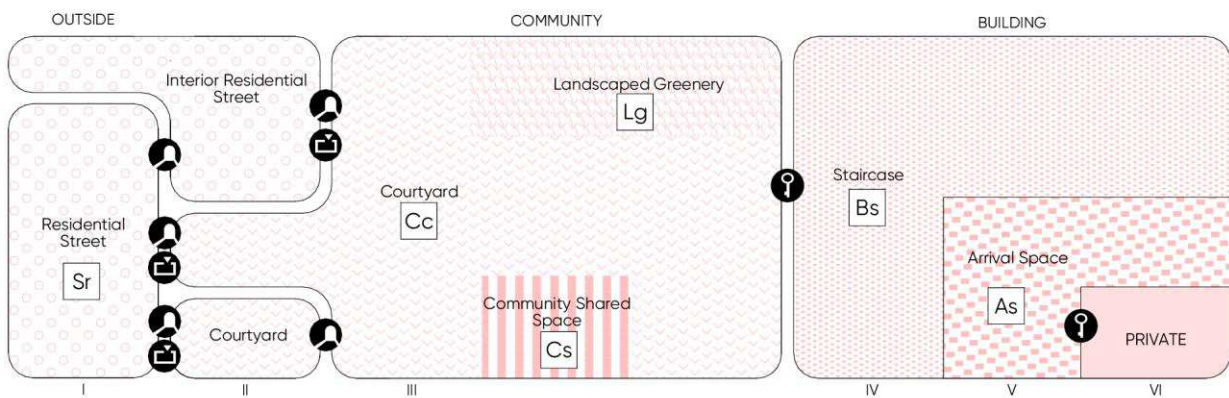 OUTSIDE
COMMUNITY
BUILDING
Interior Residential
Street
Landscaped Greenery
Lg
Courtyard
Cc
Staircase
Bs
Residential
Street
Sr
Arrival Space
As
Community Shared
Space
Cs
Courtyard
PRIVATE
I
II
III
IV
V
VI